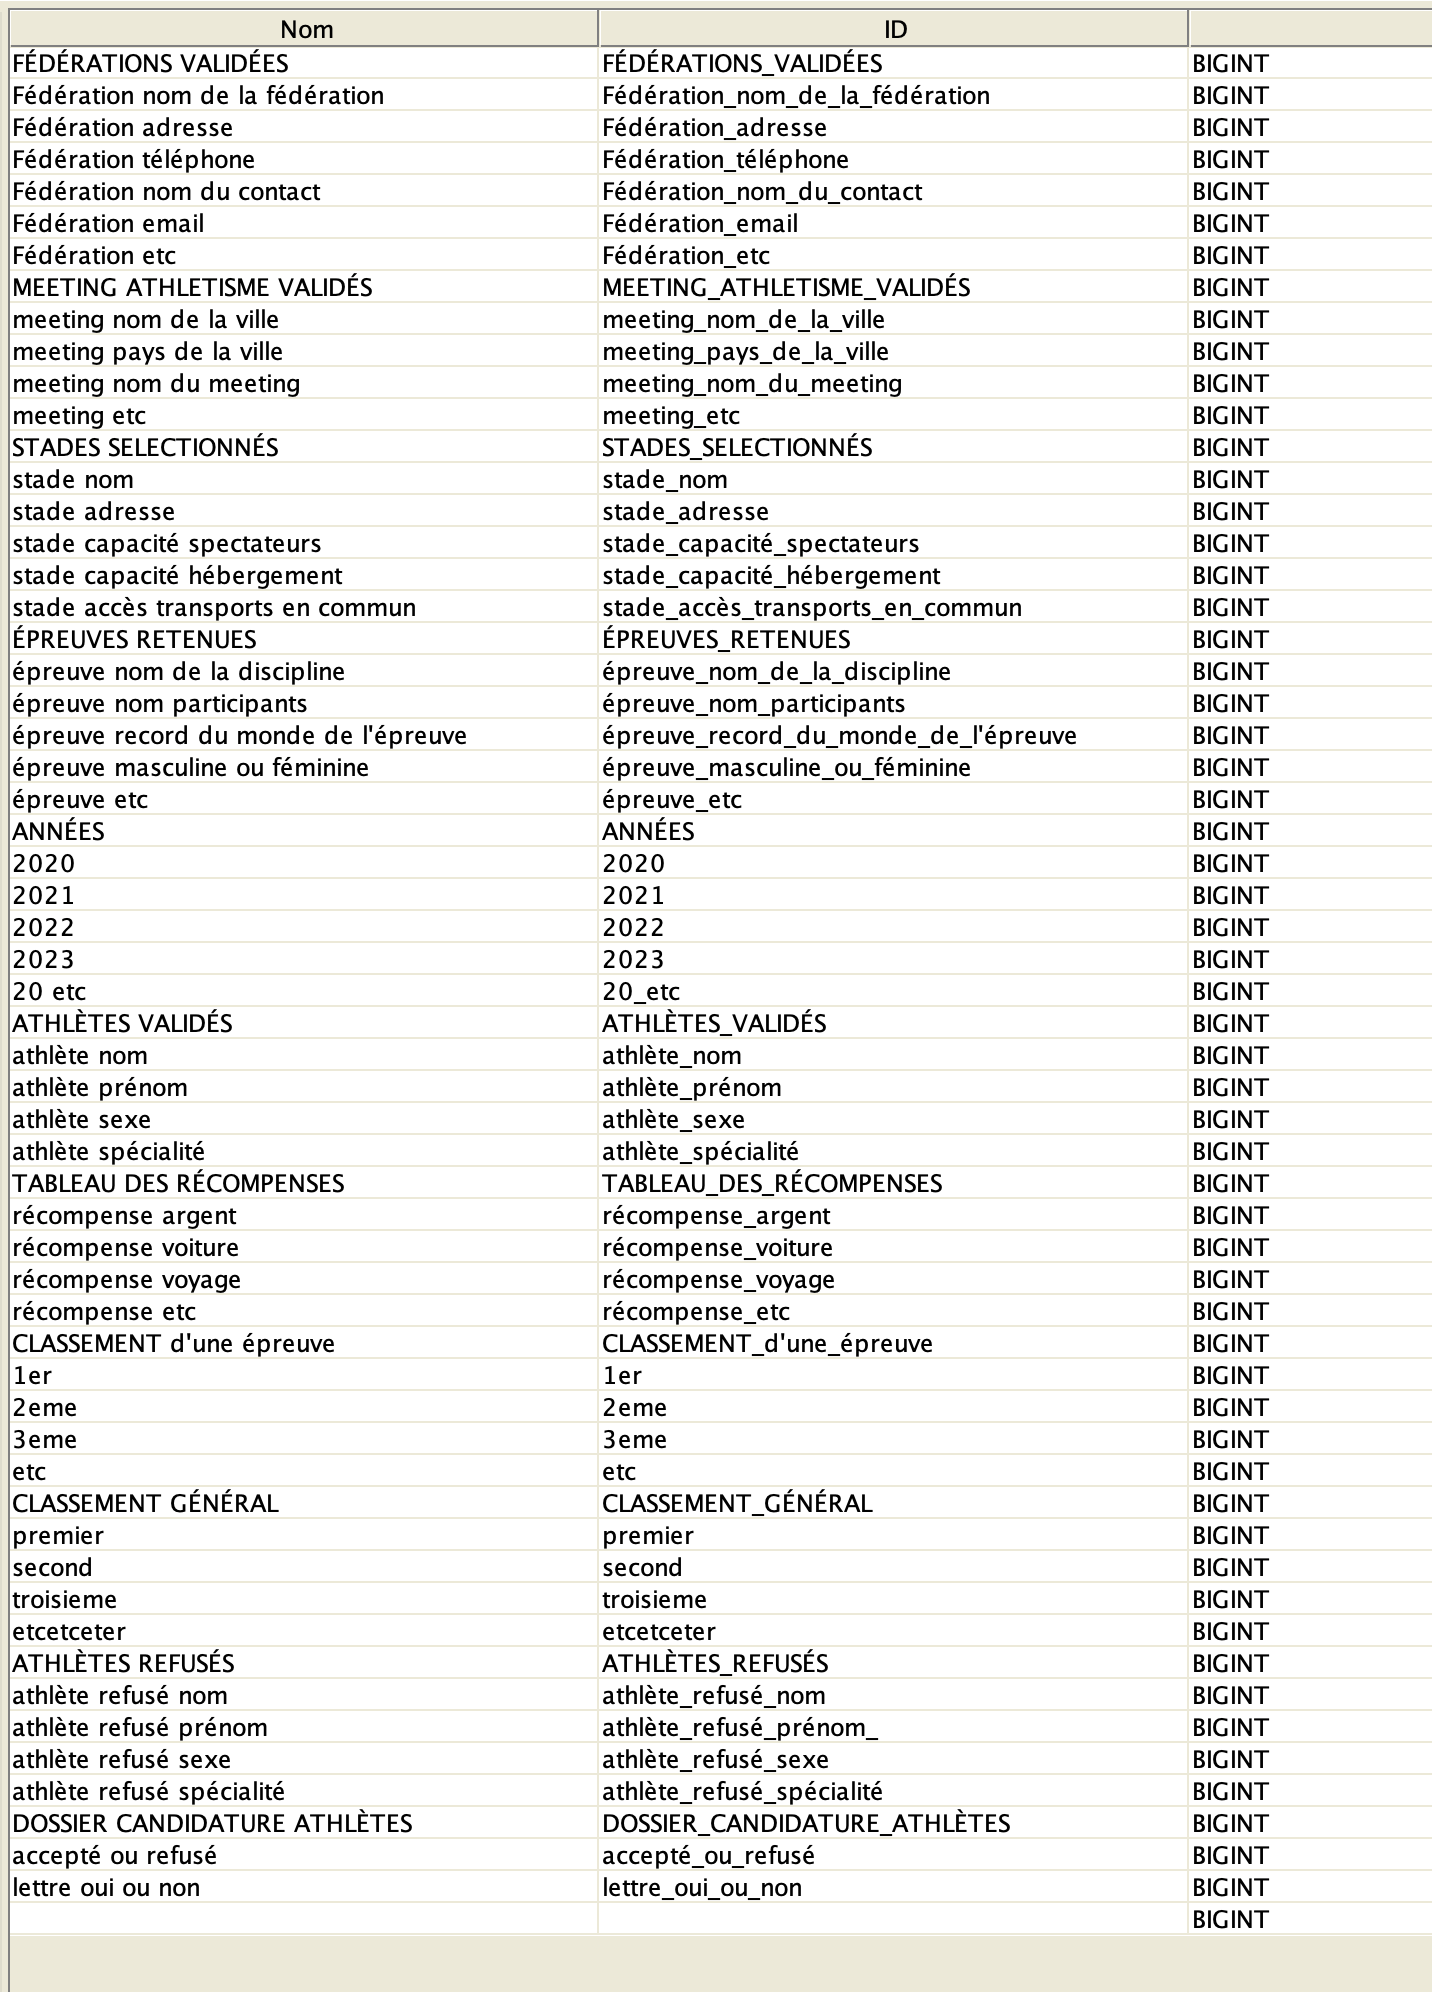 Nom ID
FÉDÉRATIONS VALIDÉES FÉDÉRATIONS_VALIDÉES BIGINT
Fédération nom de la fédération Fédération_nom_de_la_fédération BIGINT
Fédération adresse Fédération_adresse BIGINT
Fédération téléphone Fédération_téléphone BIGINT
Fédération nom du contact Fédération_nom_du_contact BIGINT
Fédération email Fédération_email BIGINT
Fédération etc Fédération_etc BIGINT
MEETING ATHLETISME VALIDÉS MEETING_ATHLETISME_VALIDÉS BIGINT
meeting nom de la ville meeting_nom_de_la_ville BIGINT
meeting pays de la ville meeting_pays_de_la_ville BIGINT
meeting nom du meeting meeting_nom_du_meeting BIGINT
meeting etc meeting_etc BIGINT
STADES SELECTIONNÉS STADES_SELECTIONNÉS BIGINT
stade nom stade_nom BIGINT
stade adresse stade_adresse BIGINT
stade capacité spectateurs stade_capacité_spectateurs BIGINT
stade capacité hébergement stade_capacité_hébergement BIGINT
stade accès transports en commun stade_accès_transports_en_commun BIGINT
ÉPREUVES RETENUES ÉPREUVES_RETENUES BIGINT
épreuve nom de la discipline épreuve_nom_de_la_discipline BIGINT
épreuve nom participants épreuve_nom_participants BIGINT
épreuve record du monde de l'épreuve épreuve_record_du_monde_de_l'épreuve BIGINT
épreuve masculine ou féminine épreuve_masculine_ou_féminine BIGINT
épreuve etc épreuve_etc BIGINT
ANNÉES ANNÉES BIGINT
2020 2020 BIGINT
2021 2021 BIGINT
2022 2022 BIGINT
2023 2023 BIGINT
20 etc 20_etc BIGINT
ATHLÈTES VALIDÉS ATHLÈTES_VALIDÉS BIGINT
athlète nom athlète_nom BIGINT
athlète prénom athlète_prénom BIGINT
athlète sexe athlète_sexe BIGINT
athlète spécialité athlète_spécialité BIGINT
TABLEAU DES RÉCOMPENSES TABLEAU_DES_RÉCOMPENSES BIGINT
récompense argent récompense_argent BIGINT
récompense voiture récompense_voiture BIGINT
récompense voyage récompense_voyage BIGINT
récompense etc récompense_etc BIGINT
CLASSEMENT d'une épreuve CLASSEMENT_d'une_épreuve BIGINT
1er 1er BIGINT
2eme 2eme BIGINT
3eme 3eme BIGINT
etc etc BIGINT
CLASSEMENT GÉNÉRAL CLASSEMENT_GÉNÉRAL BIGINT
premier premier BIGINT
second second BIGINT
troisieme troisieme BIGINT
etcetceter etcetceter BIGINT
ATHLÈTES REFUSÉS ATHLÈTES_REFUSÉS BIGINT
athlète refusé nom athlète_refusé_nom BIGINT
athlète refusé prénom athlète_refusé_prénom_ BIGINT
athlète refusé sexe athlète_refusé_sexe BIGINT
athlète refusé spécialité athlète_refusé_spécialité BIGINT
DOSSIER CANDIDATURE ATHLÈTES DOSSIER_CANDIDATURE_ATHLÈTES BIGINT
accepté ou refusé accepté_ou_refusé BIGINT
lettre oui ou non lettre_oui_ou_non BIGINT
BIGINT